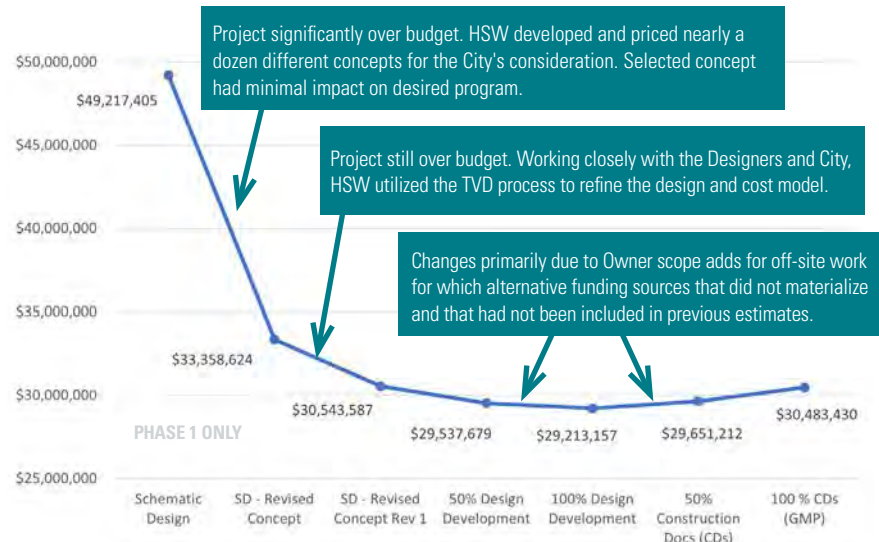 Project significantly over budget. HSW developed and priced nearly a
dozen different concepts for the City's consideration. Selected concept
had minimal impact on desired program.
$50,000,000
$49,217,405
$45,000,000
Project still over budget. Working closely with the Designers and City,
HSW utilized the TVD process to refine the design and cost model.
$40,000,000
Changes primarily due to Owner scope adds for off-site work
for which alternative funding sources that did not materialize
and that had not been included in previous estimates.
$35,000,000
$33,358,624
$30,000,000
$30,543,587
$29,537,679
$29,213,157
$29,651,212
$30,483,430
PHASE 1 ONLY
$25,000,000
Schematic
Design
SD - Revised
Concept
SD - Revised
Concept Rev 1
50% Design
Development
100% Design
Development
50%
Construction
Docs (CDs)
100 % CDs
(GMP)